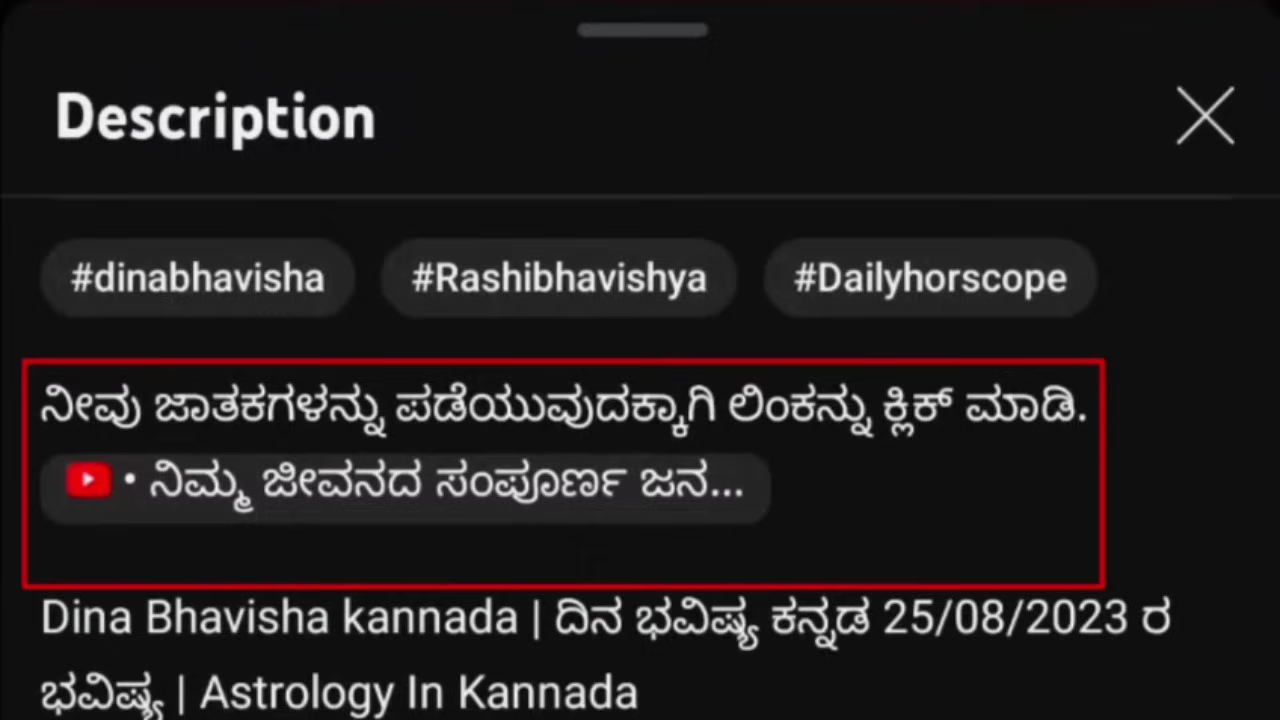 Description
#dinabhavisha #Rashibhavishya #Dailyhorscope
ನೀವು ಜಾತಕಗಳನ್ನು ಪಡೆಯುವುದಕ್ಕಾಗಿ ಲಿಂಕನ್ನು ಕ್ಲಿಕ್ ಮಾಡಿ.
• ನಿಮ್ಮ ಜೀವನದ ಸಂಪೂರ್ಣ ಜನ...
Dina Bhavisha kannada | ದಿನ ಭವಿಷ್ಯ ಕನ್ನಡ 25/08/2023 ರ
ಭವಿಷ್ಯ | Astrology In Kannada